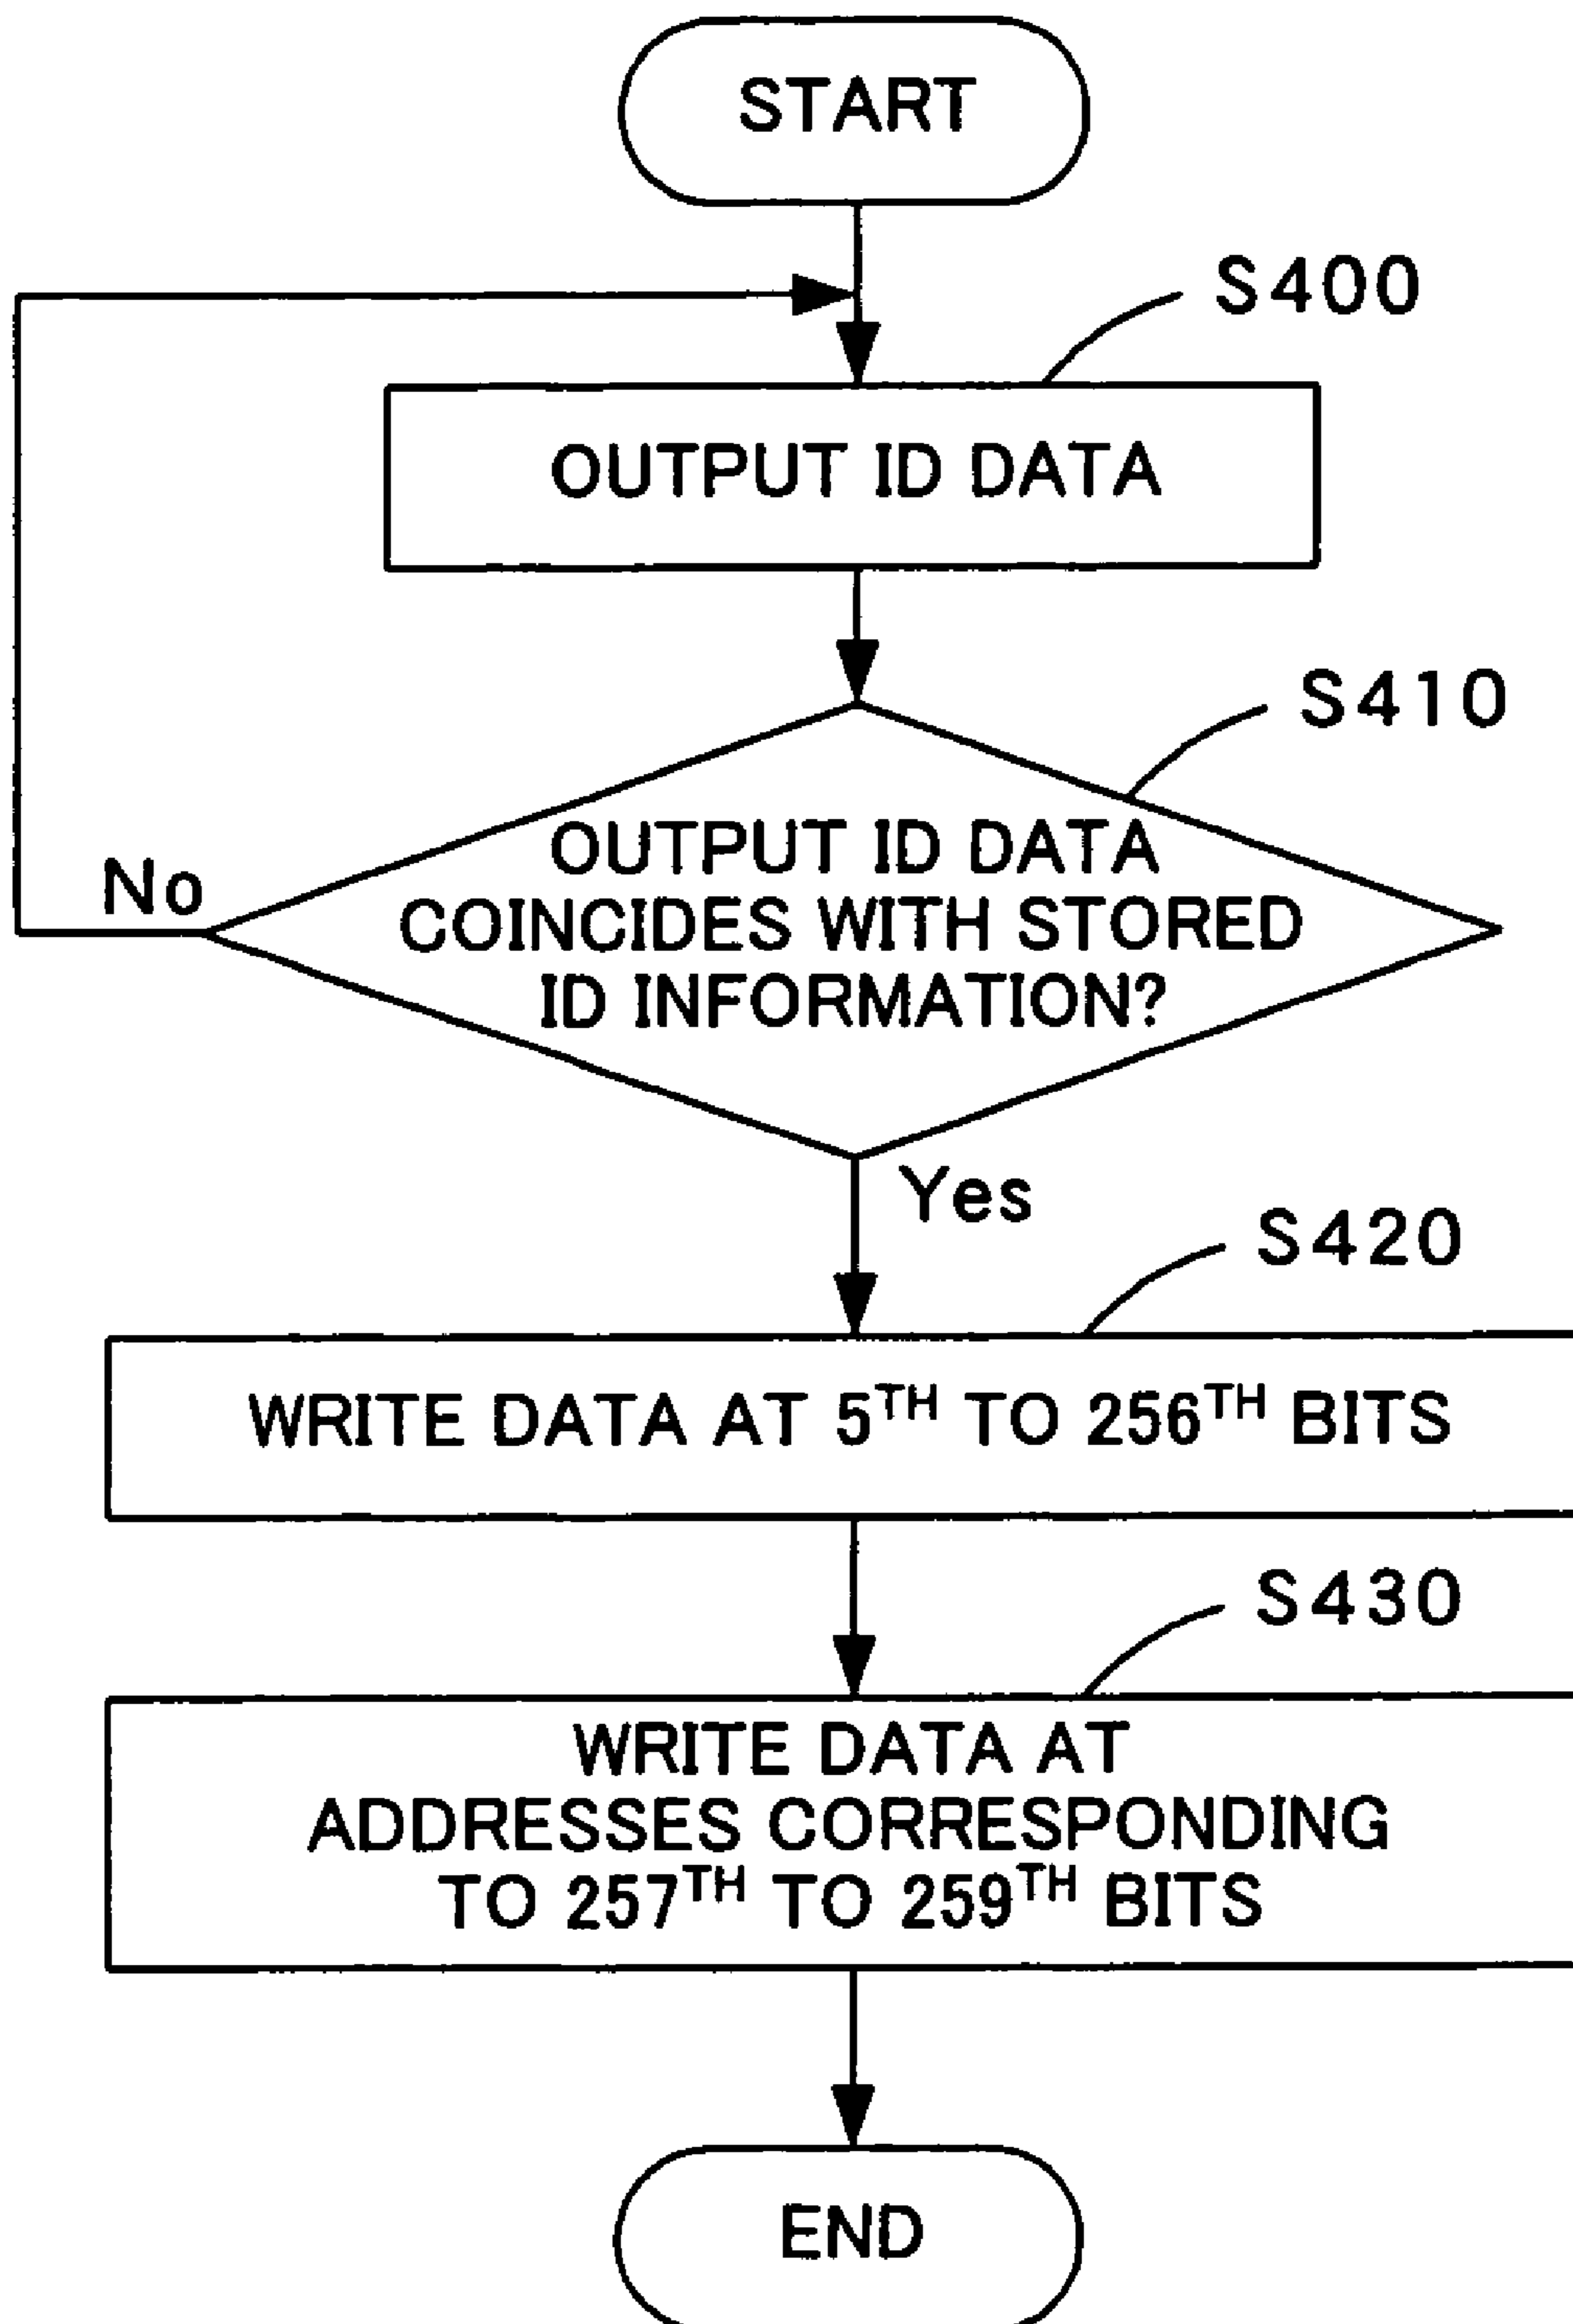 START
S400
OUTPUT ID DATA
S410
OUTPUT ID DATA
COINCIDES WITH STORED
ID INFORMATION?
No
Yes
S420
WRITE DATA AT 5TH TO 256TH BITS
S430
WRITE DATA AT
ADDRESSES CORRESPONDING
TO 257TH TO 259TH BITS
END